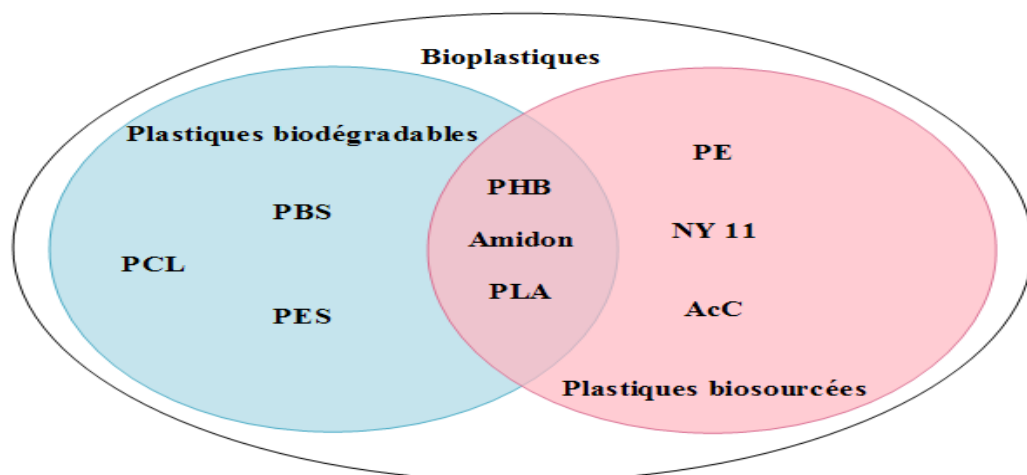 Bioplastiques
Plastiques biodégradables
PBS
PCL
PES
PHB
Amidon
PLA
PE
NY 11
AcC
Plastiques biosourcées